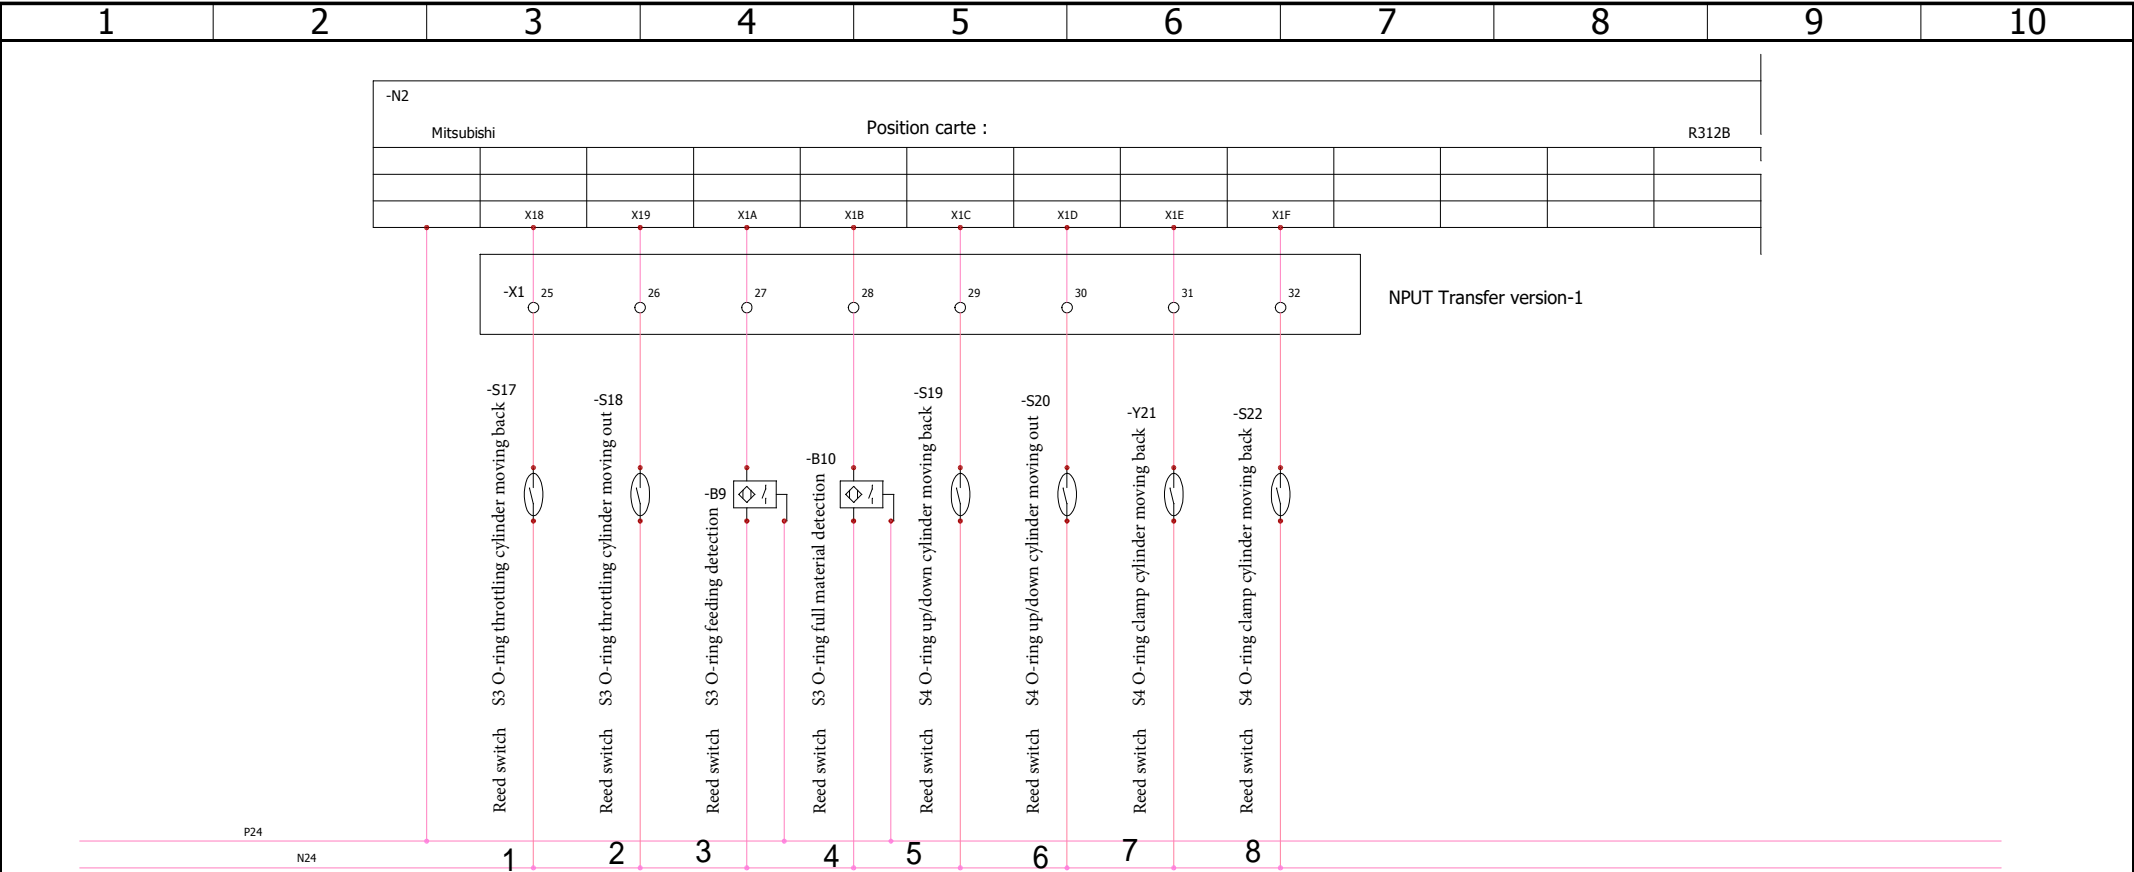 1 2 3 4 5 6 7 8 9 10
-N2
Mitsubishi Position carte : R312B
X18 X19 X1A X1B X1C X1D X1E X1F
-X1 25 26 27 28 29 30 31 32
NPUT Transfer version-1
-S17
Reed switch S3 O-ring throttling cylinder moving back
-S18
Reed switch S3 O-ring throttling cylinder moving out
-B9
Reed switch S3 O-ring feeding detection
-B10
Reed switch S3 O-ring full material detection
-S19
Reed switch S4 O-ring up/down cylinder moving back
-S20
Reed switch S4 O-ring up/down cylinder moving out
-Y21
Reed switch S4 O-ring clamp cylinder moving back
-S22
Reed switch S4 O-ring clamp cylinder moving back
P24
N24
1 2 3 4 5 6 7 8